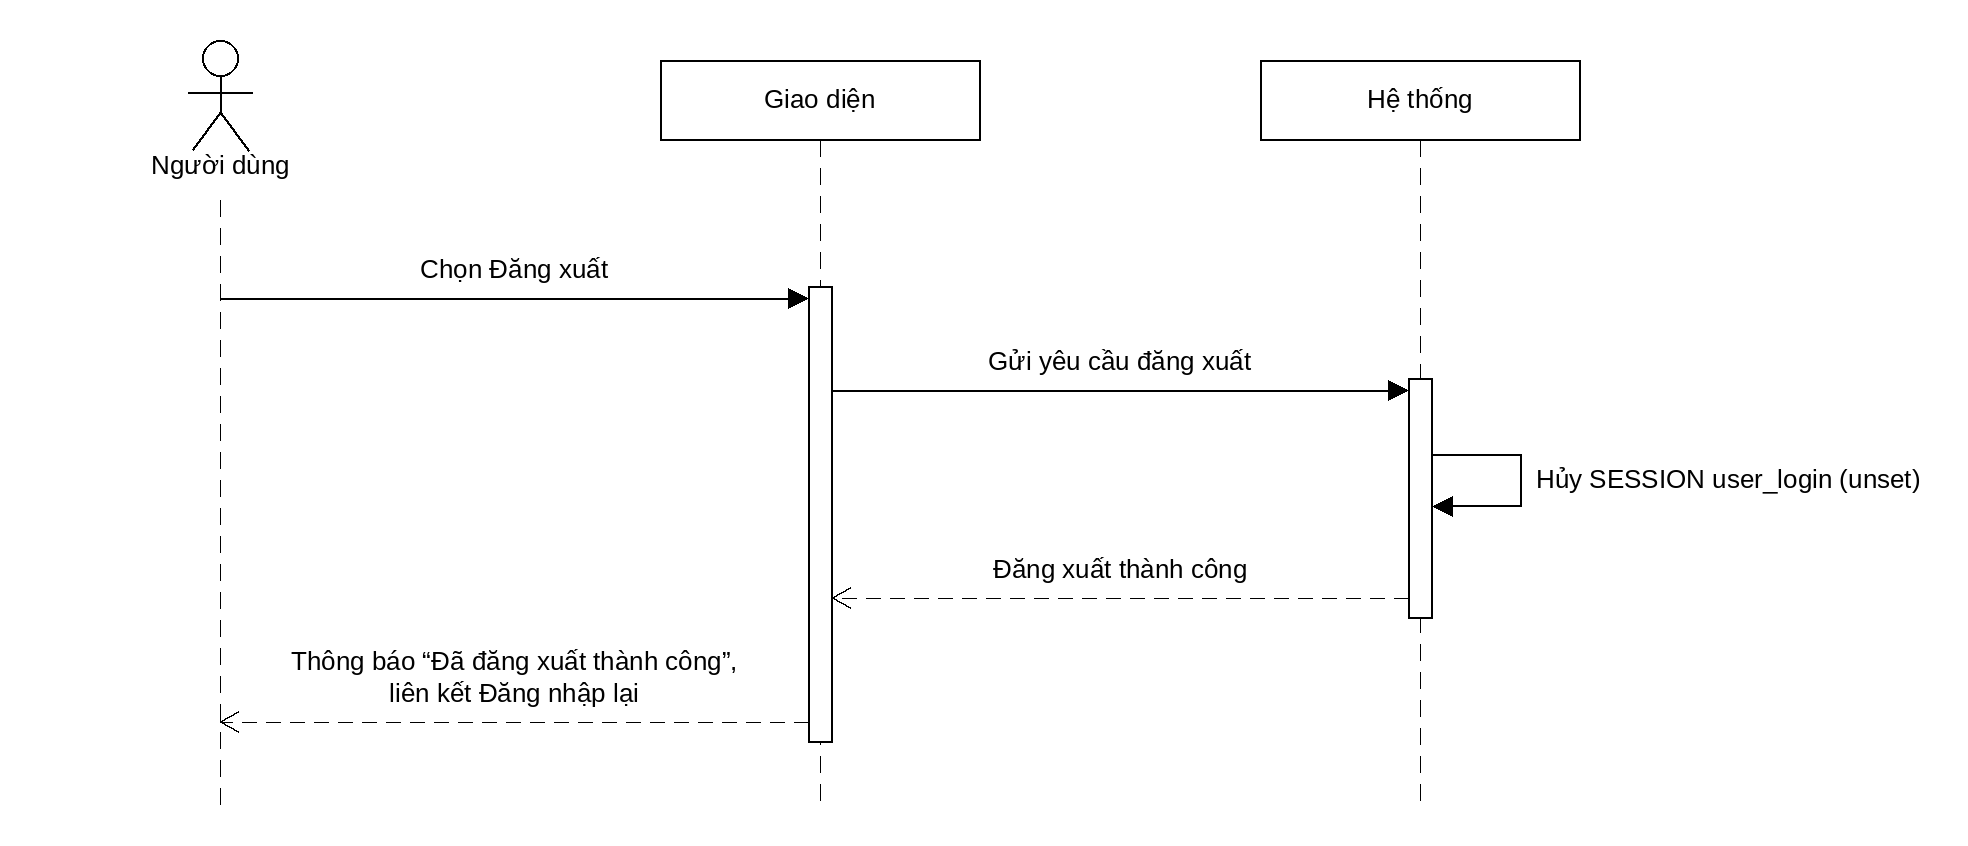 Người dùng
Giao diện
Hệ thống
Chọn Đăng xuất
Gửi yêu cầu đăng xuất
Hủy SESSION user_login (unset)
Đăng xuất thành công
Thông báo “Đã đăng xuất thành công”,
liên kết Đăng nhập lại